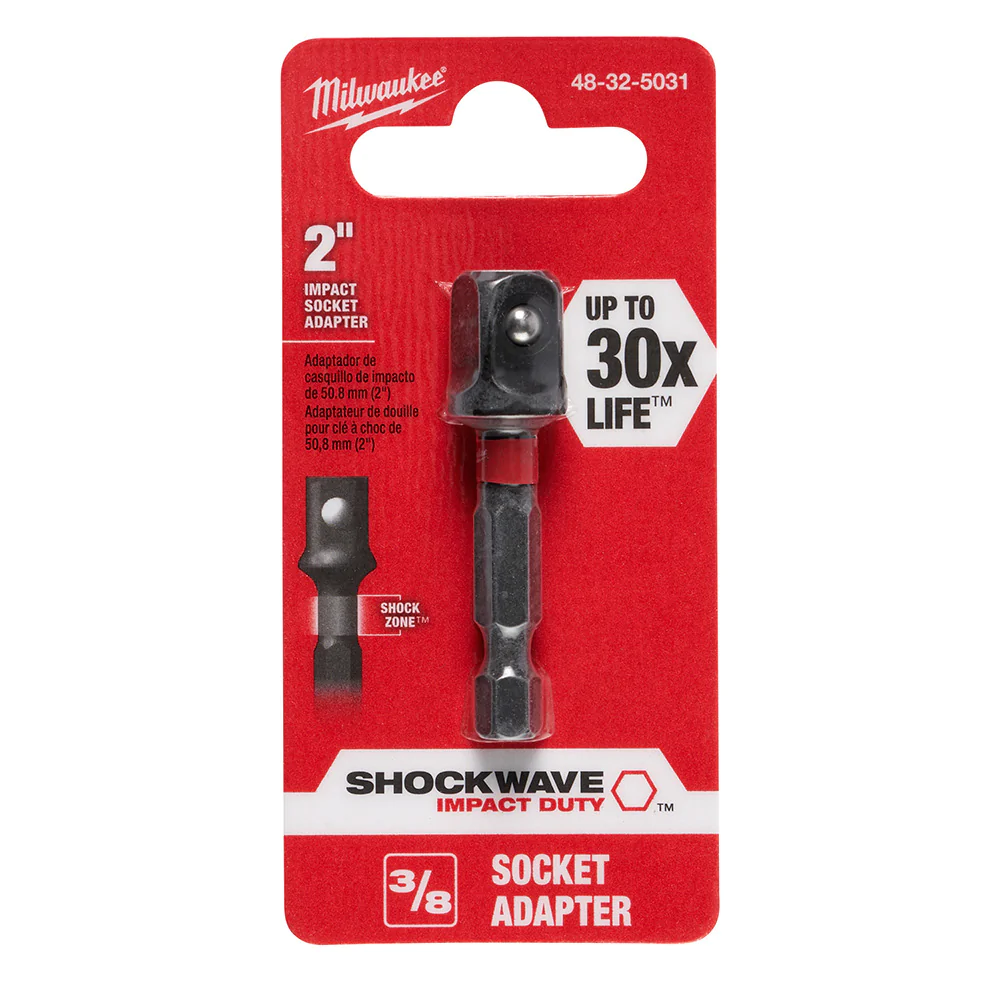 Milwaukee®
48-32-5031
2"
IMPACT
SOCKET
ADAPTER
Adaptador de
casquillo de impacto
de 50.8 mm (2")
Adaptateur de douille
pour clé à choc de
50,8 mm (2")
UP TO
30x
LIFE™
SHOCK
ZONE™
SHOCKWAVE
IMPACT DUTY ™
3/8
SOCKET
ADAPTER